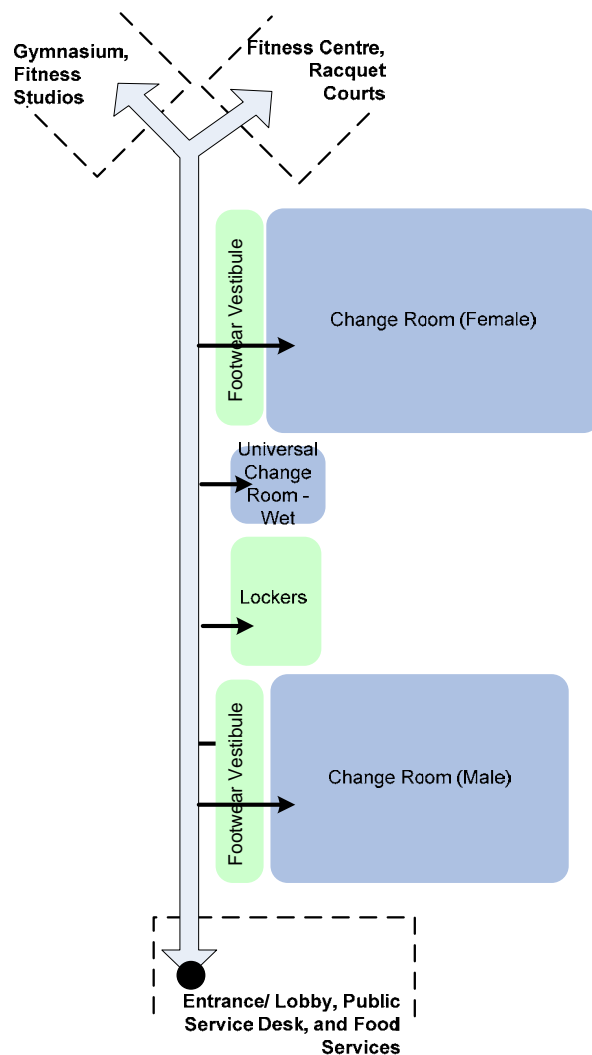 Gymnasium,
Fitness
Studios
Fitness Centre,
Racquet
Courts
Footwear Vestibule
Change Room (Female)
Universal
Change
Room -
Wet
Lockers
Footwear Vestibule
Change Room (Male)
Entrance/ Lobby, Public
Service Desk, and Food
Services